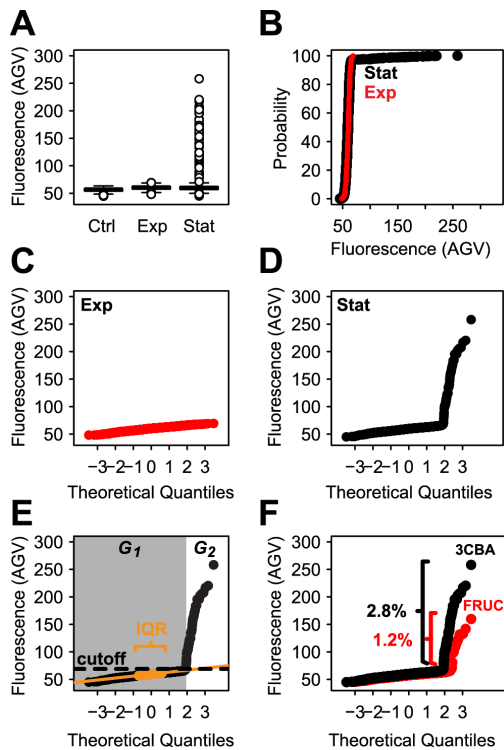 A
Fluorescence (AGV)
300
250
200
150
100
50
Ctrl Exp Stat
B
Probability
100
80
60
40
20
0
Stat
Exp
50 150 250
Fluorescence (AGV)
C
Fluorescence (AGV)
300
250
200
150
100
50
Exp
−3−2−1 0 1 2 3
Theoretical Quantiles
D
Fluorescence (AGV)
300
250
200
150
100
50
Stat
−3−2−1 0 1 2 3
Theoretical Quantiles
E
Fluorescence (AGV)
300
250
200
150
100
50
G1 G2
IQR
cutoff
−3−2−1 0 1 2 3
Theoretical Quantiles
F
Fluorescence (AGV)
300
250
200
150
100
50
3CBA
FRUC
2.8%
1.2%
−3−2−1 0 1 2 3
Theoretical Quantiles